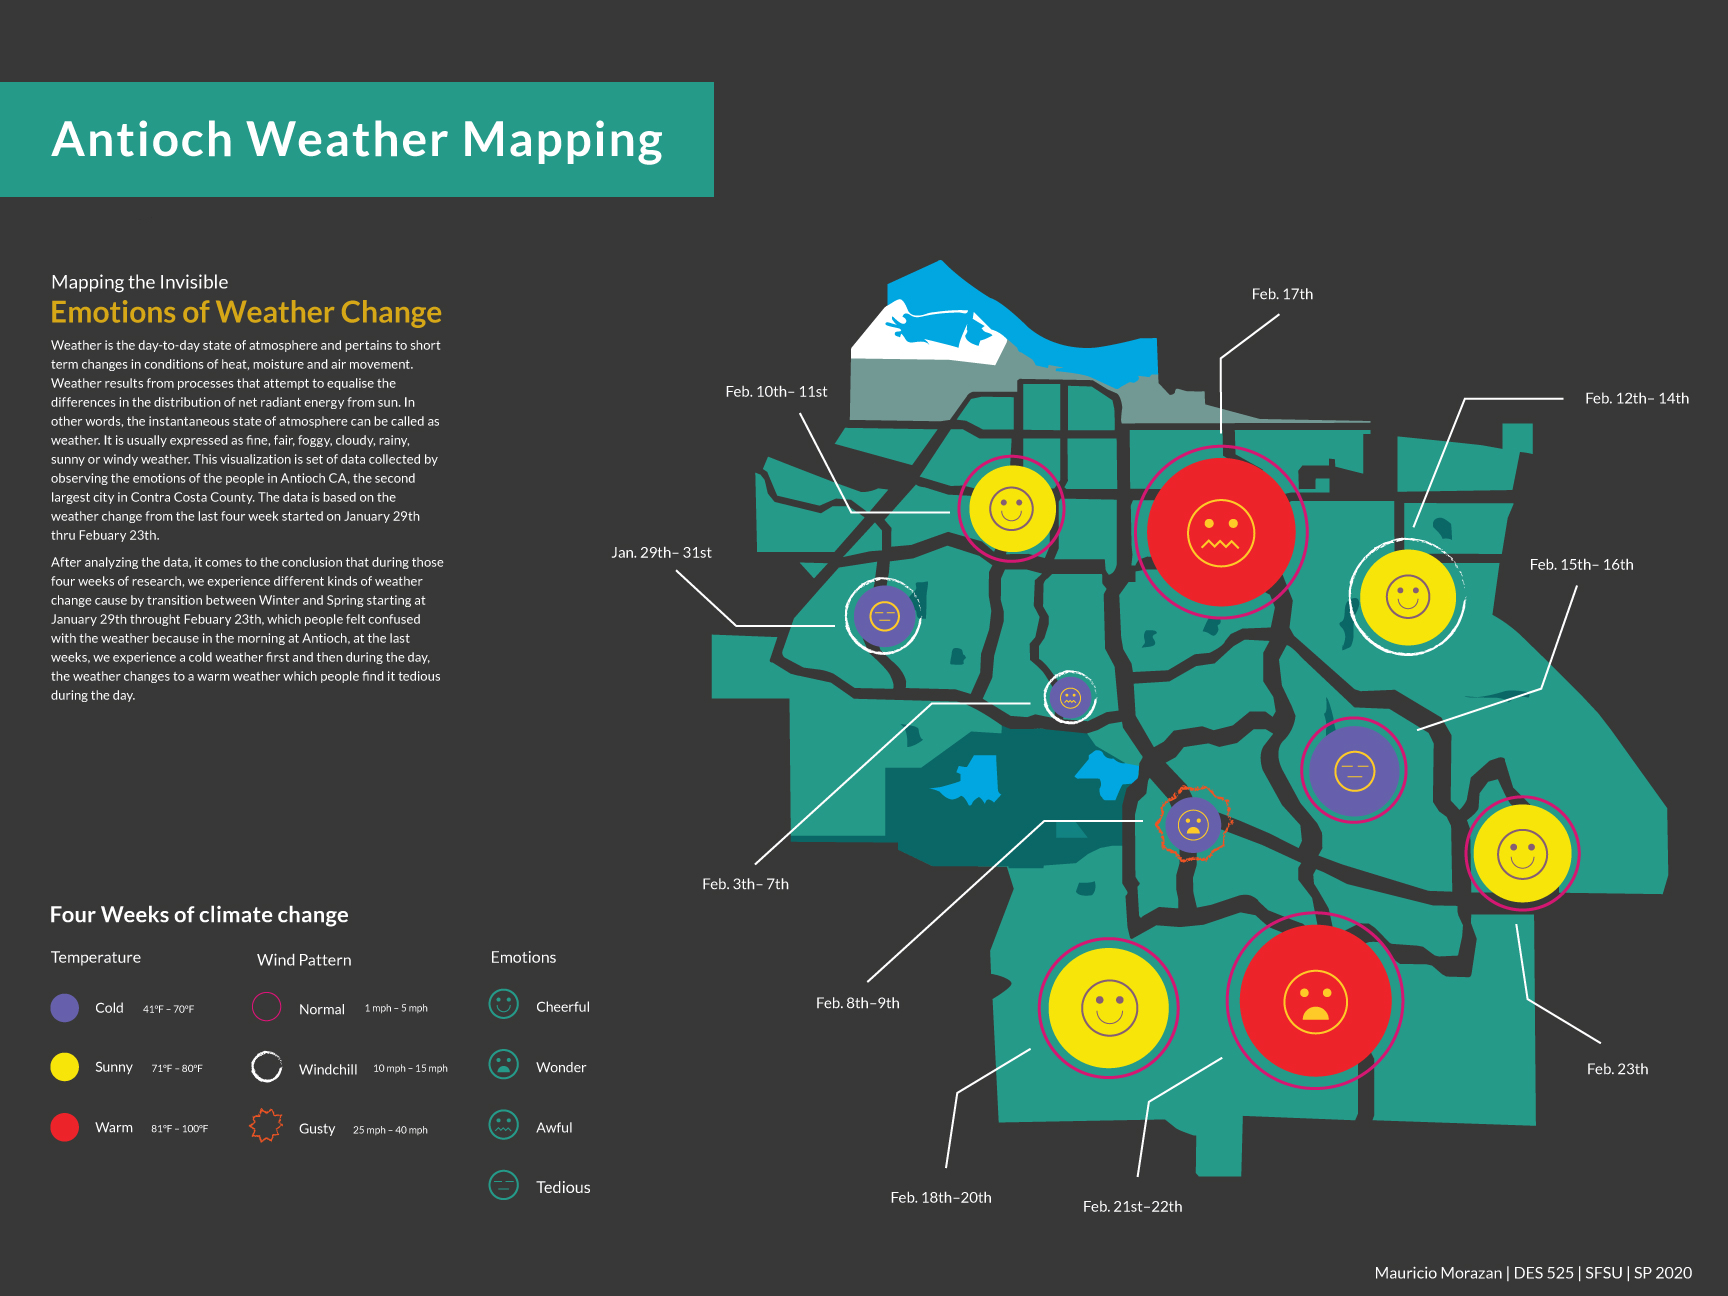 Antioch Weather Mapping
Mapping the Invisible
Emotions of Weather Change
Weather is the day-to-day state of atmosphere and pertains to short
term changes in conditions of heat, moisture and air movement.
Weather results from processes that attempt to equalise the
differences in the distribution of net radiant energy from sun. In
other words, the instantaneous state of atmosphere can be called as
weather. It is usually expressed as fine, fair, foggy, cloudy, rainy,
sunny or windy weather. This visualization is set of data collected by
observing the emotions of the people in Antioch CA, the second
largest city in Contra Costa County. The data is based on the
weather change from the last four week started on January 29th
thru Febuary 23th.
After analyzing the data, it comes to the conclusion that during those
four weeks of research, we experience different kinds of weather
change cause by transition between Winter and Spring starting at
January 29th throught Febuary 23th, which people felt confused
with the weather because in the morning at Antioch, at the last
weeks, we experience a cold weather first and then during the day,
the weather changes to a warm weather which people find it tedious
during the day.
Feb. 17th
Feb. 10th– 11st
Feb. 12th– 14th
Jan. 29th– 31st
Feb. 15th– 16th
Feb. 3th– 7th
Feb. 8th–9th
Feb. 23th
Feb. 18th–20th
Feb. 21st–22th
Four Weeks of climate change
Temperature
Cold 41°F – 70°F
Sunny 71°F – 80°F
Warm 81°F – 100°F
Wind Pattern
Normal 1 mph – 5 mph
Windchill 10 mph – 15 mph
Gusty 25 mph – 40 mph
Emotions
Cheerful
Wonder
Awful
Tedious
Mauricio Morazan | DES 525 | SFSU | SP 2020